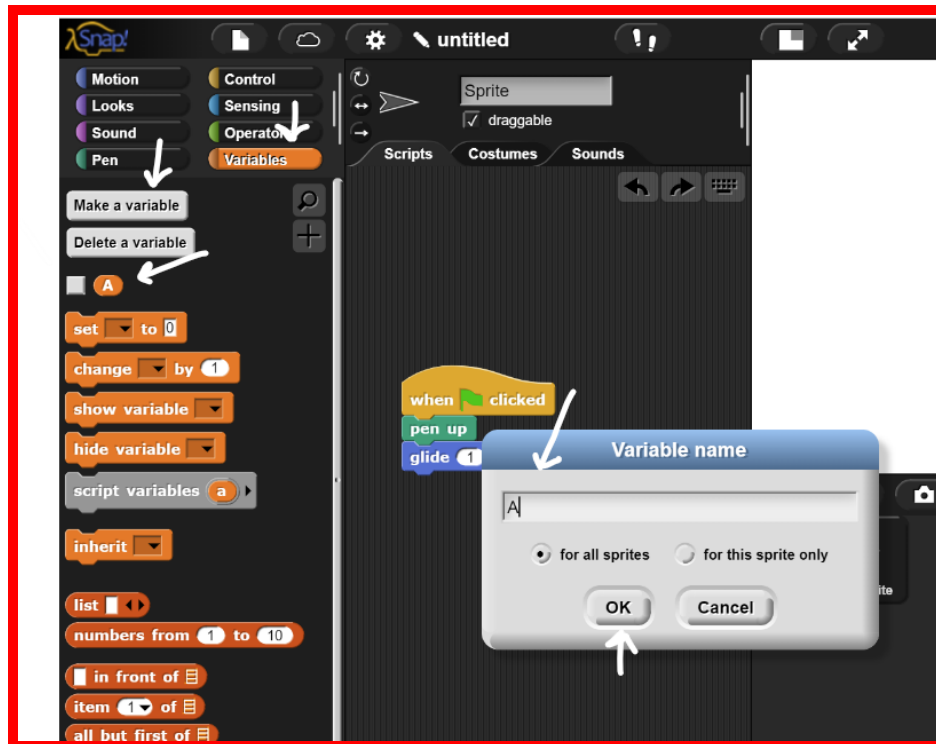 λSnap!
untitled
Motion
Control
Looks
Sensing
Sound
Operato
Pen
Variables
Sprite
draggable
Scripts Costumes Sounds
Make a variable
Delete a variable
A
set to 0
change by 1
show variable
hide variable
script variables a
inherit
list
numbers from 1 to 10
in front of
item 1 of
all but first of
when clicked
pen up
glide 1
Variable name
A
for all sprites for this sprite only
OK Cancel
ite